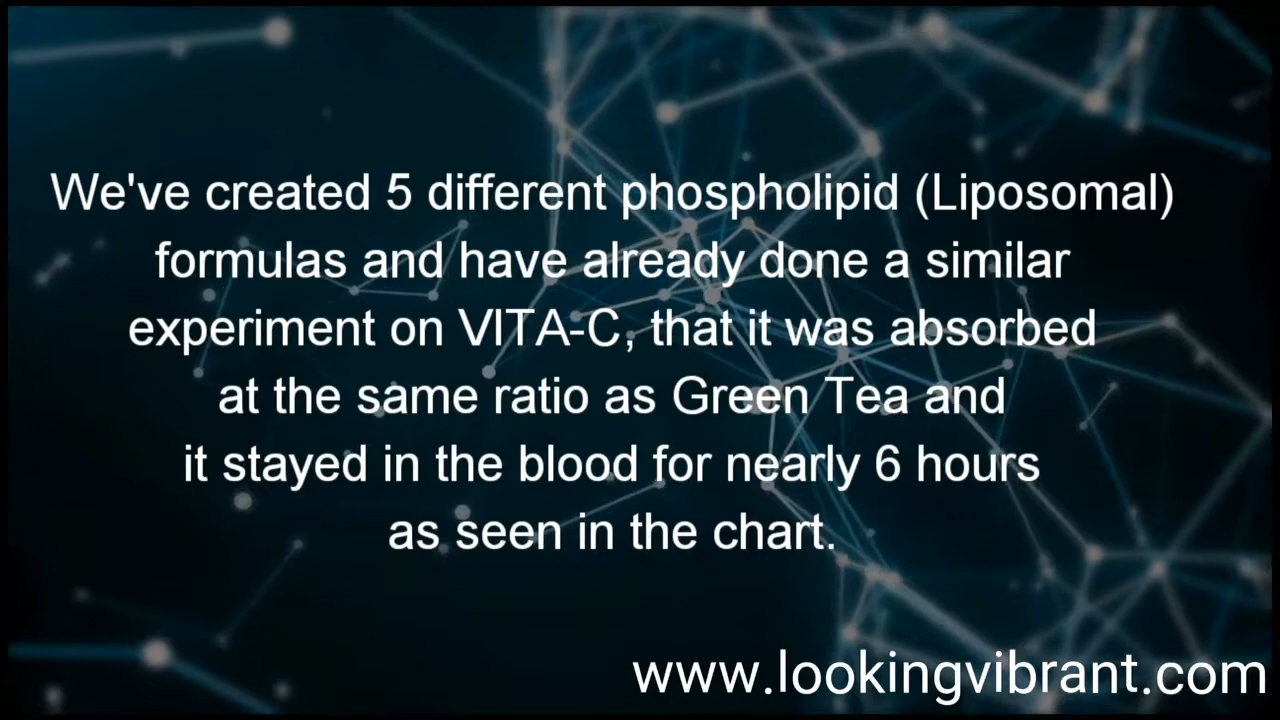 We've created 5 different phospholipid (Liposomal)
formulas and have already done a similar
experiment on VITA-C, that it was absorbed
at the same ratio as Green Tea and
it stayed in the blood for nearly 6 hours
as seen in the chart.
www.lookingvibrant.com